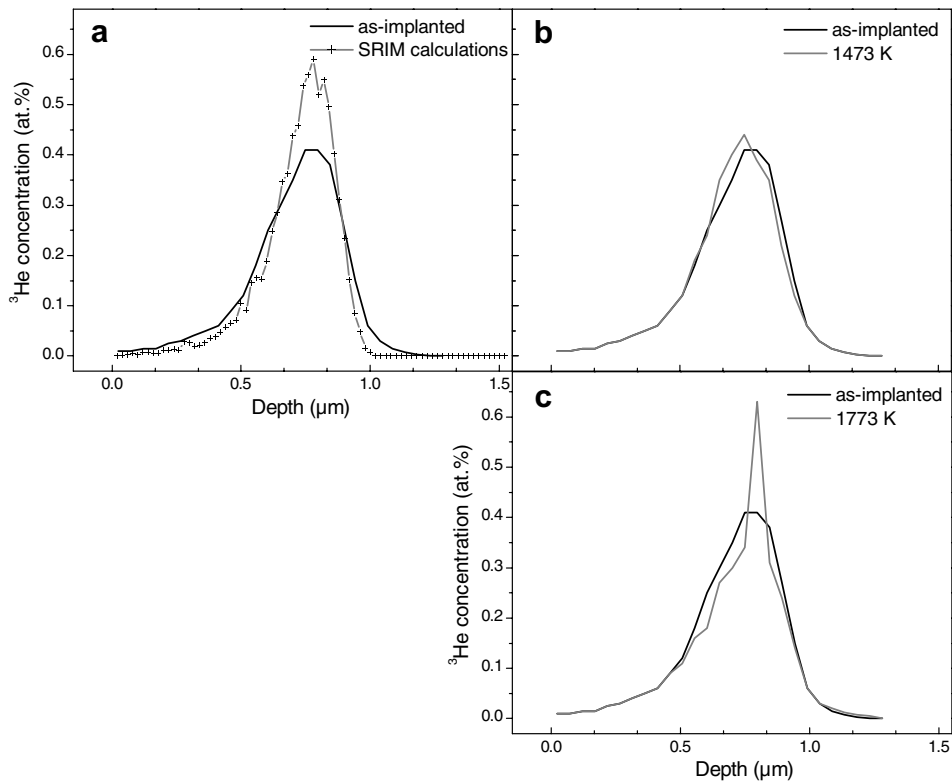 a
as-implanted
SRIM calculations
³He concentration (at.%)
0.6
0.5
0.4
0.3
0.2
0.1
0.0
0.0 0.5 1.0 1.5
Depth (μm)
b
as-implanted
1473 K
c
as-implanted
1773 K
³He concentration (at.%)
0.6
0.5
0.4
0.3
0.2
0.1
0.0
0.0 0.5 1.0 1.5
Depth (μm)